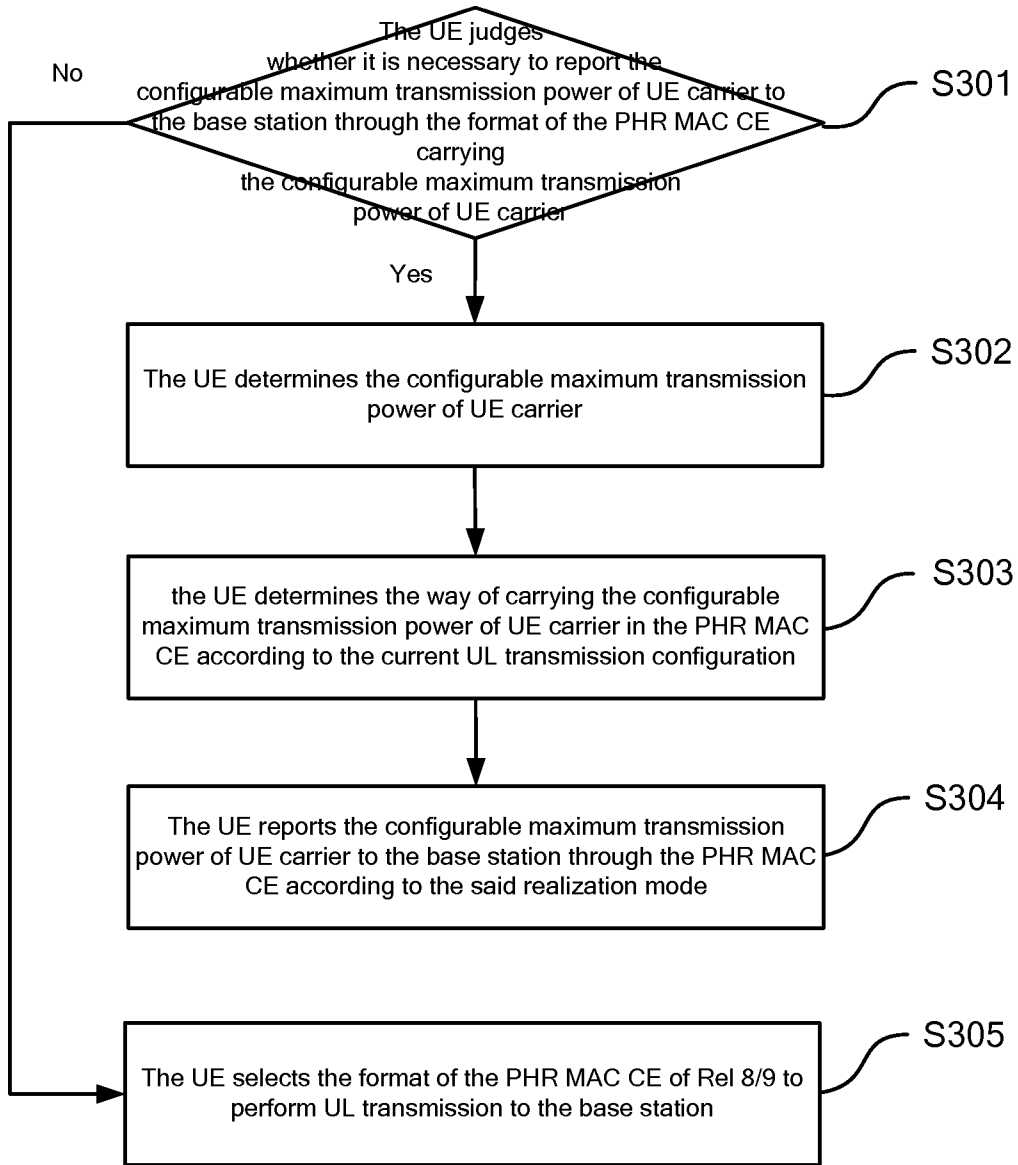 The UE judges
whether it is necessary to report the
configurable maximum transmission power of UE carrier to
the base station through the format of the PHR MAC CE
carrying
the configurable maximum transmission
power of UE carrier
No
S301
Yes
S302
The UE determines the configurable maximum transmission
power of UE carrier
S303
the UE determines the way of carrying the configurable
maximum transmission power of UE carrier in the PHR MAC
CE according to the current UL transmission configuration
S304
The UE reports the configurable maximum transmission
power of UE carrier to the base station through the PHR MAC
CE according to the said realization mode
S305
The UE selects the format of the PHR MAC CE of Rel 8/9 to
perform UL transmission to the base station